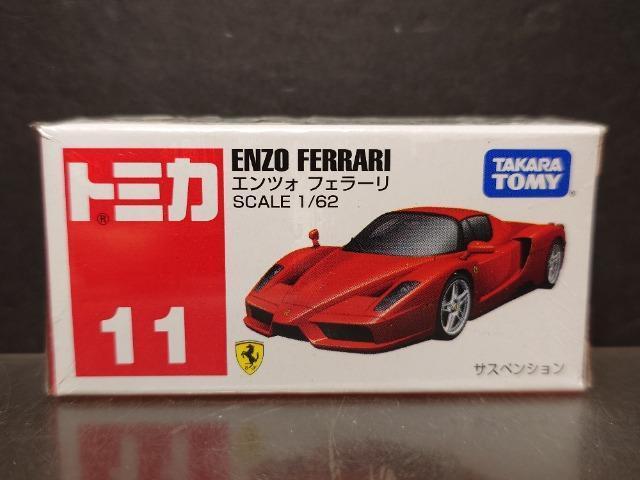 トミカ
®
11
ENZO FERRARI
エンツォ フェラーリ
SCALE 1/62
TAKARA
TOMY
サスペンション